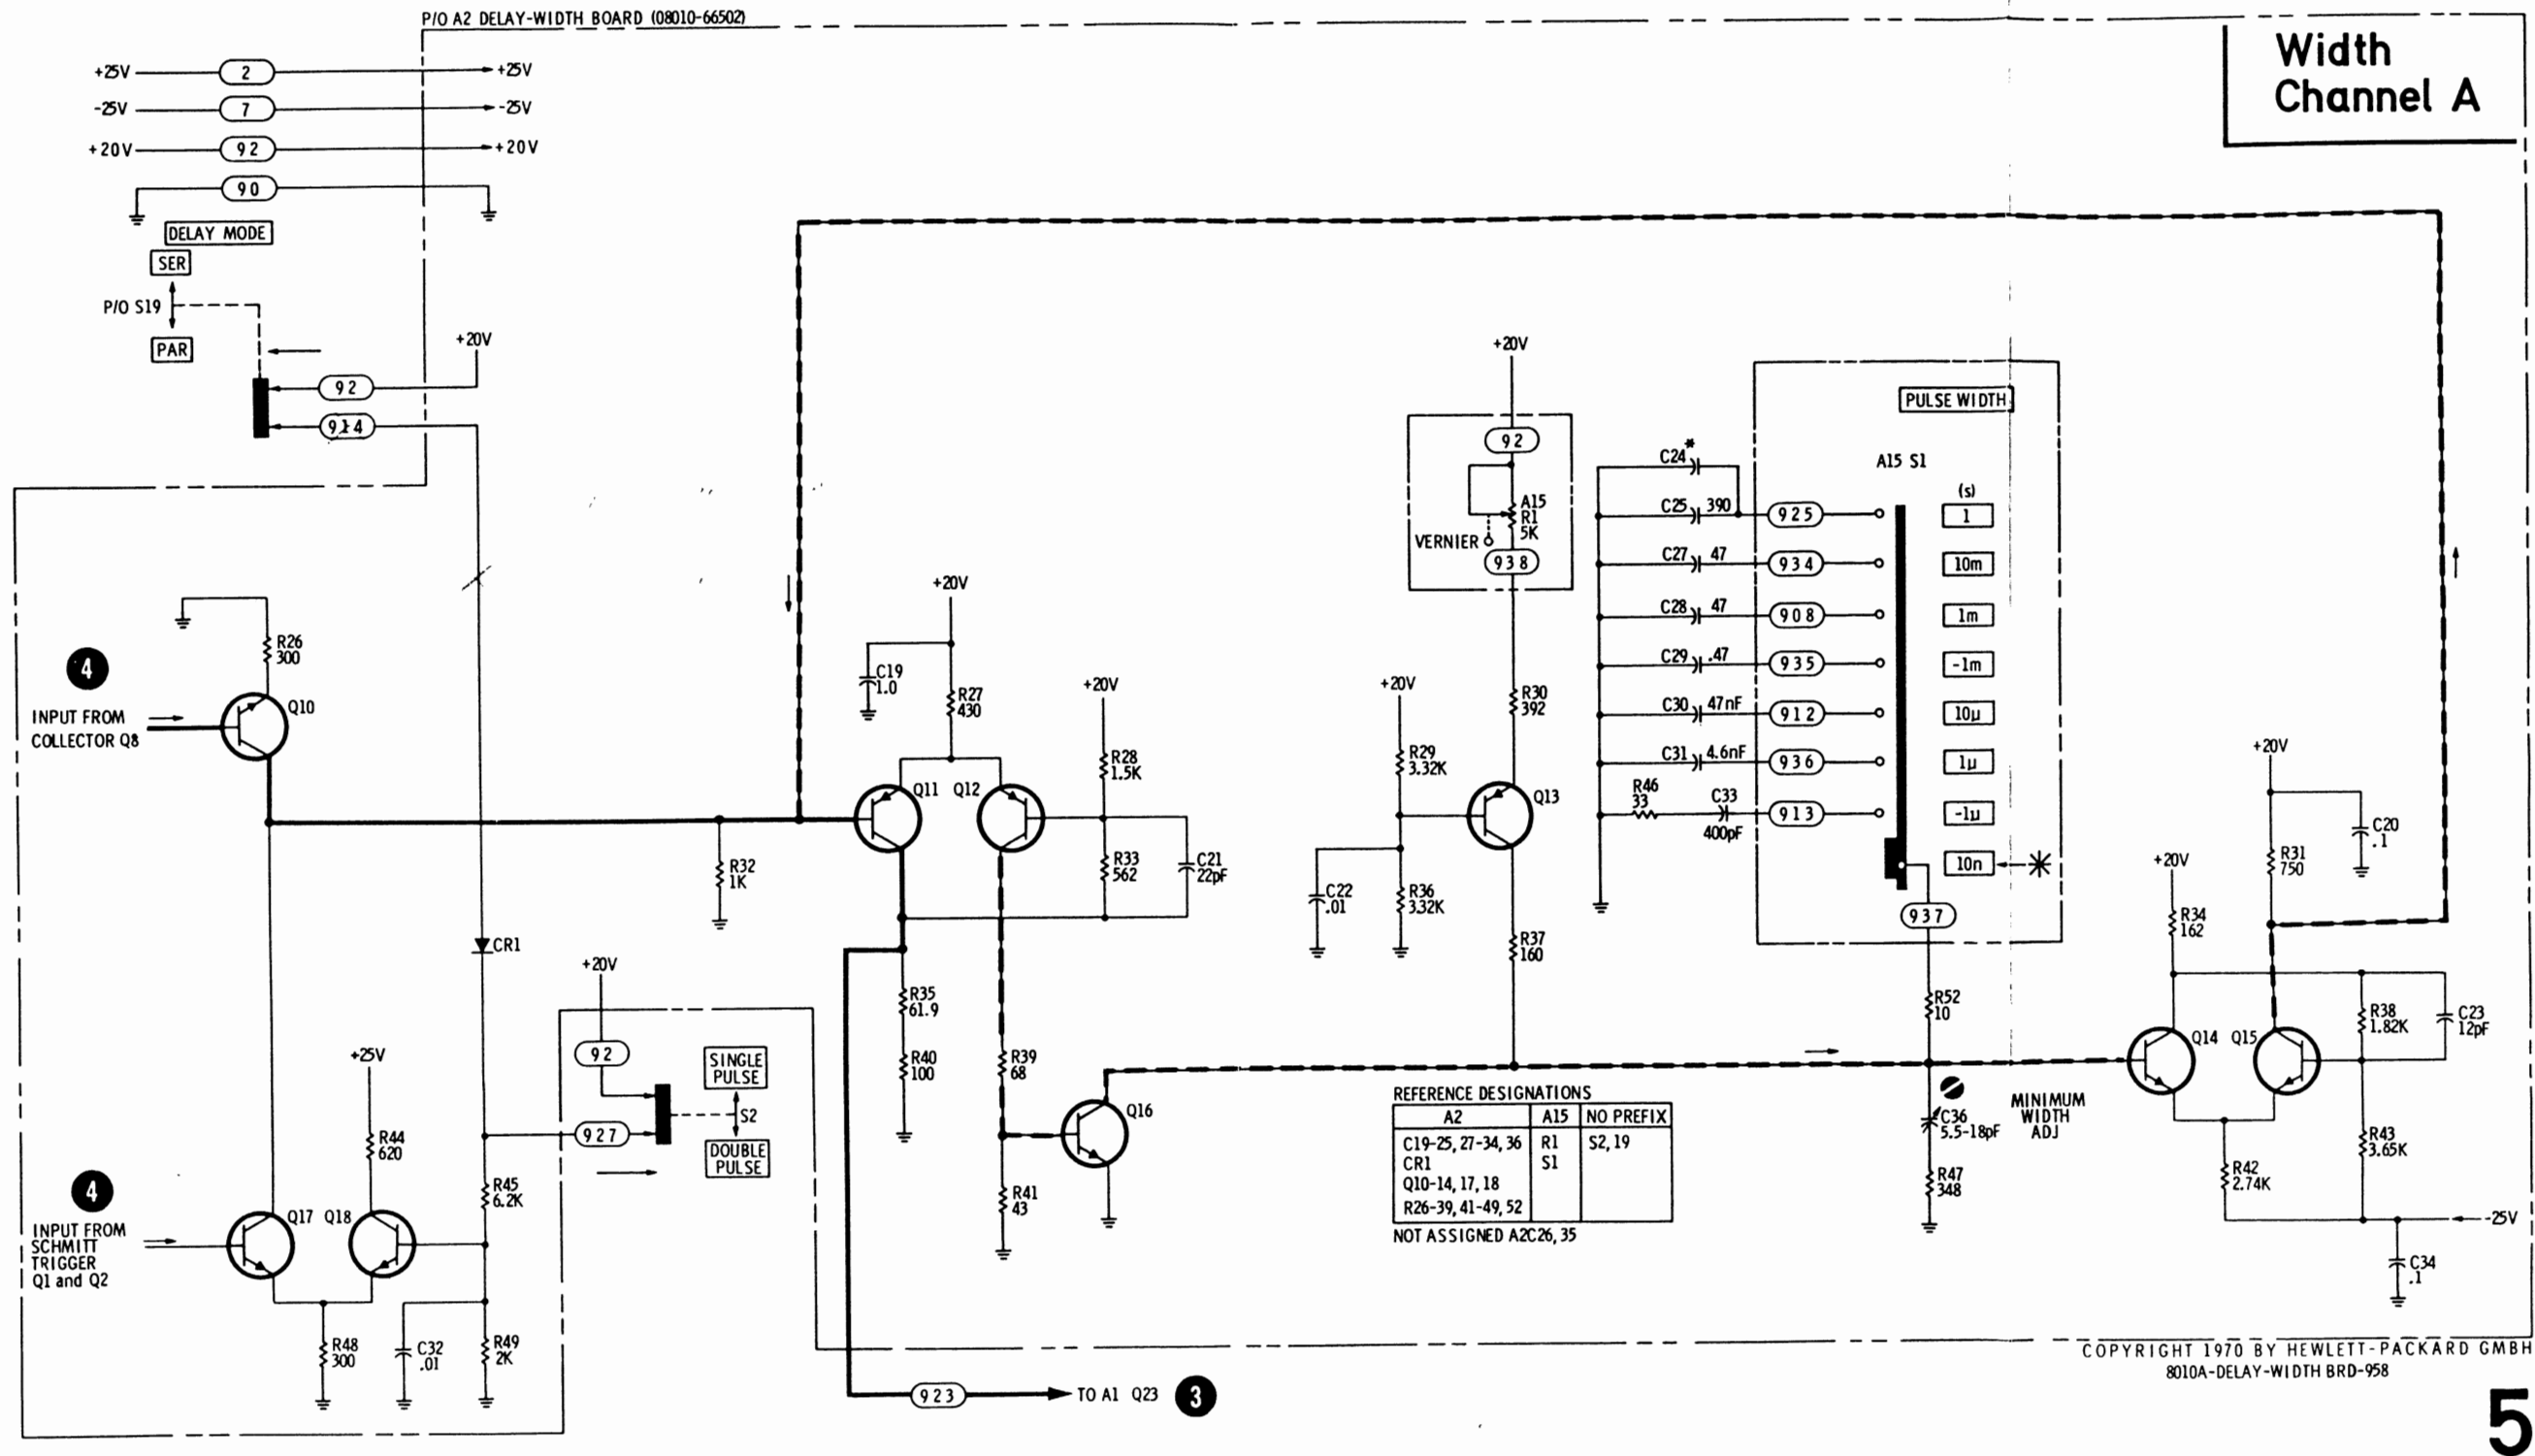 P/O A2 DELAY-WIDTH BOARD (08010-66502)
Width
Channel A
+25V 2 +25V
-25V 7 -25V
+20V 92 +20V
90
DELAY MODE
SER
P/O S19
PAR
+20V
92
914
4
INPUT FROM
COLLECTOR Q8
R26
300
Q10
+20V
C19
1.0
R27
430
+20V
R28
1.5K
Q11 Q12
R32
1K
R33
562
C21
22pF
CR1
R35
61.9
R40
100
R39
68
Q16
R41
43
+20V
92
927
SINGLE
PULSE
S2
DOUBLE
PULSE
+25V
R44
620
R45
6.2K
4
INPUT FROM
SCHMITT
TRIGGER
Q1 and Q2
Q17 Q18
R48
300
C32
.01
R49
2K
923
TO A1 Q23
3
+20V
92
A15
R1
5K
VERNIER
938
R30
392
+20V
R29
3.32K
Q13
C22
.01
R36
3.32K
R37
160
PULSE WIDTH
A15 S1
(s)
C24*
C25 390 925 1
C27 47 934 10m
C28 47 908 1m
C29 .47 935 -1m
C30 47nF 912 10µ
C31 4.6nF 936 1µ
R46
33
C33
400pF
913 -1µ
10n
937
R52
10
C36
5.5-18pF
MINIMUM
WIDTH
ADJ
R47
348
+20V
R34
162
+20V
R31
750
C20
.1
Q14 Q15
R38
1.82K
C23
12pF
R42
2.74K
R43
3.65K
-25V
C34
.1
REFERENCE DESIGNATIONS
A2 A15 NO PREFIX
C19-25, 27-34, 36 R1 S2, 19
CR1 S1
Q10-14, 17, 18
R26-39, 41-49, 52
NOT ASSIGNED A2C26, 35
COPYRIGHT 1970 BY HEWLETT-PACKARD GMBH
8010A-DELAY-WIDTH BRD-958
5